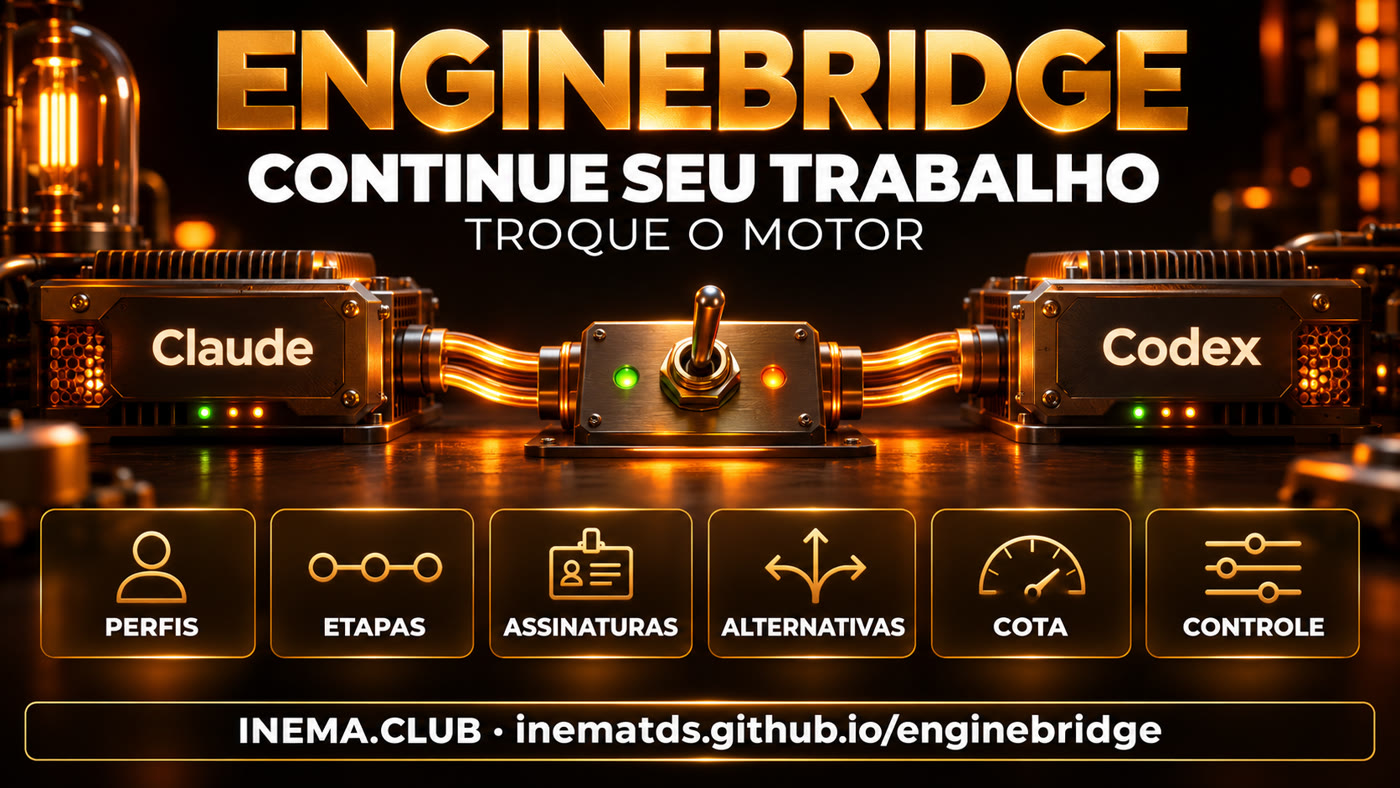 ENGINEBRIDGE
CONTINUE SEU TRABALHO
TROQUE O MOTOR
Claude
Codex
PERFIS
ETAPAS
ASSINATURAS
ALTERNATIVAS
COTA
CONTROLE
INEMA.CLUB • inematds.github.io/enginebridge